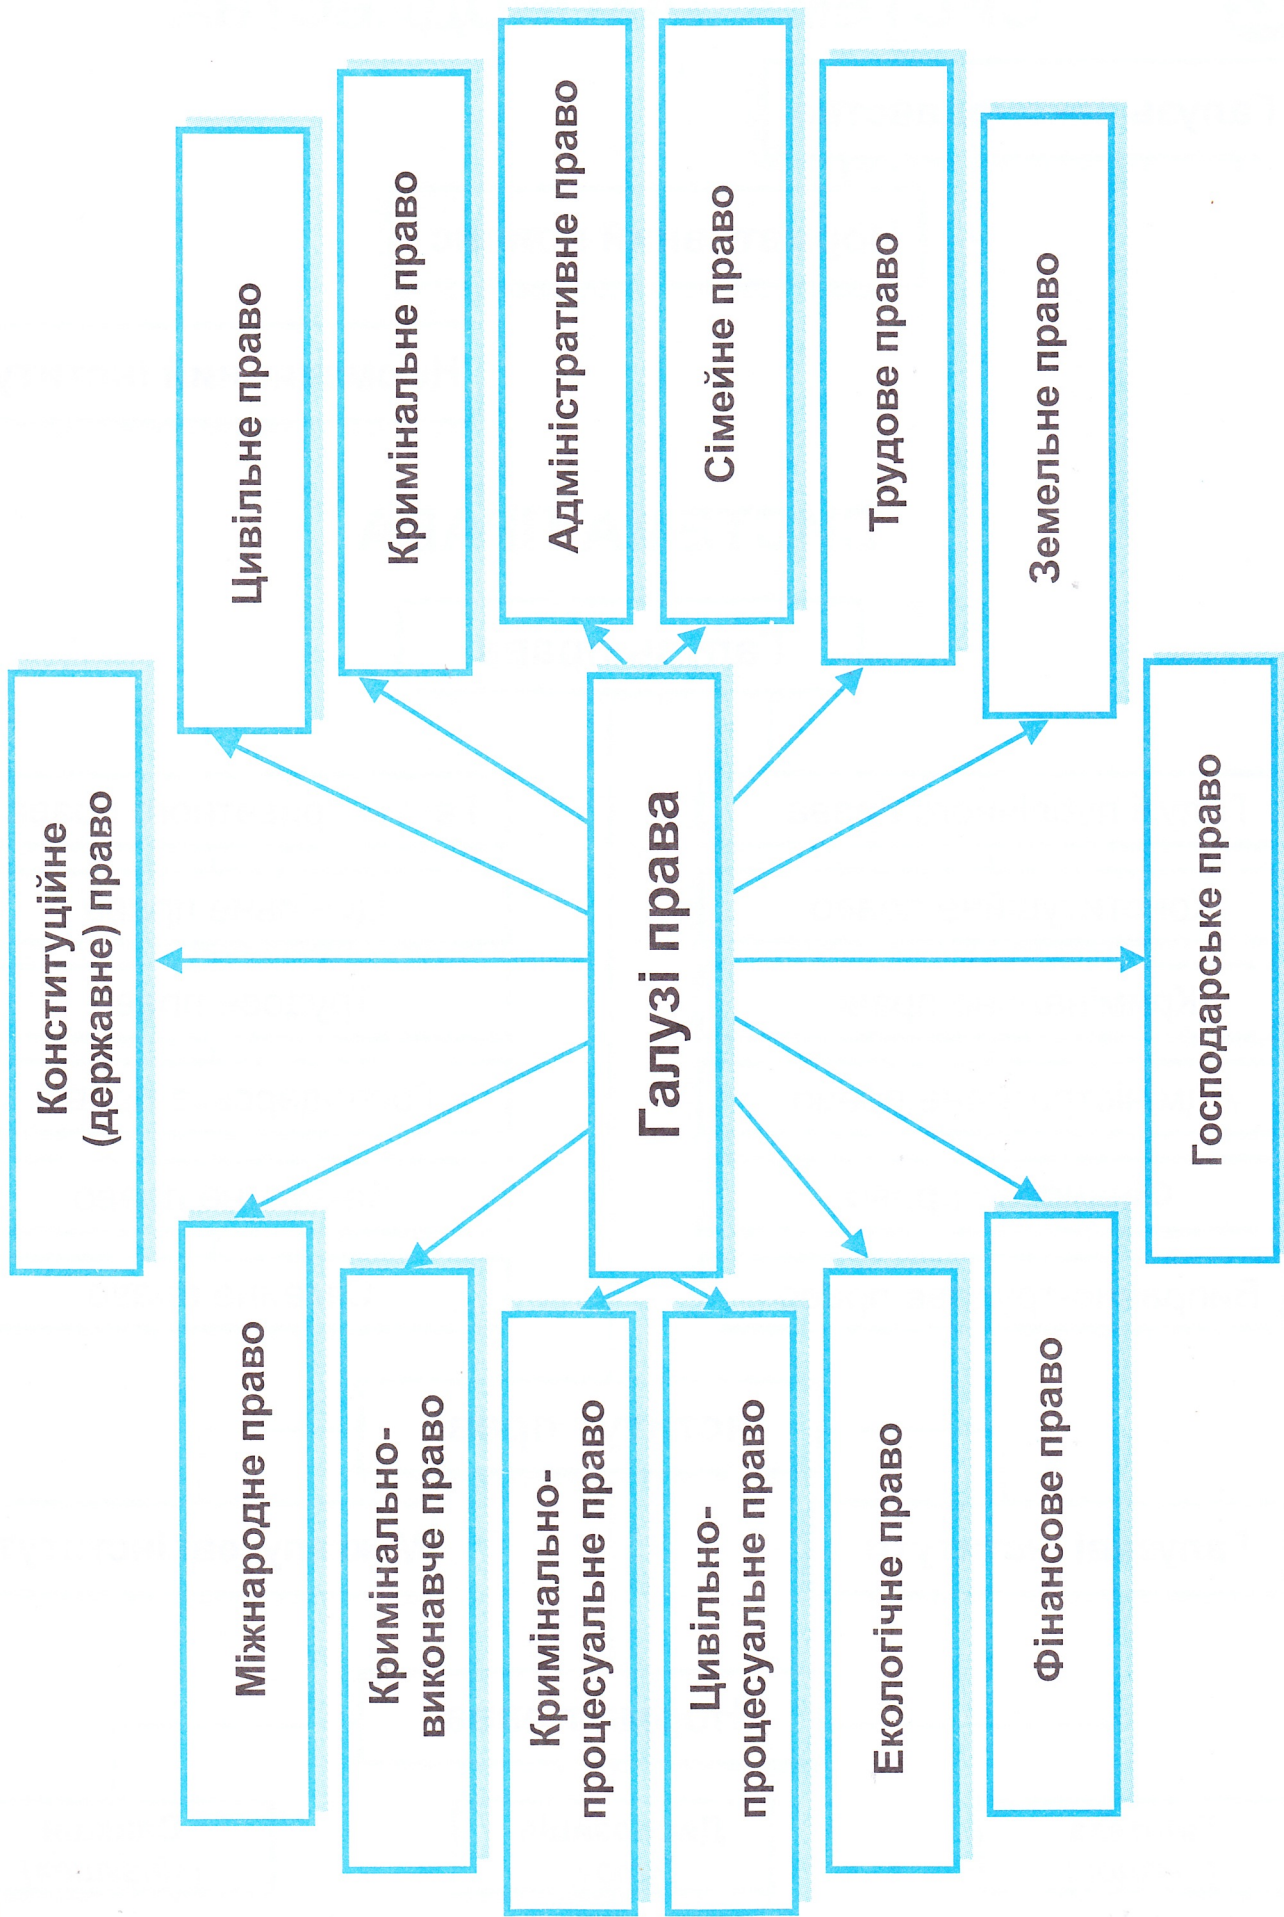 Конституційне
(державне) право
Міжнародне право
Цивільне право
Кримінально-
виконавче право
Кримінальне право
Кримінально-
процесуальне право
Адміністративне право
Галузі права
Цивільно-
процесуальне право
Сімейне право
Екологічне право
Трудове право
Фінансове право
Земельне право
Господарське право